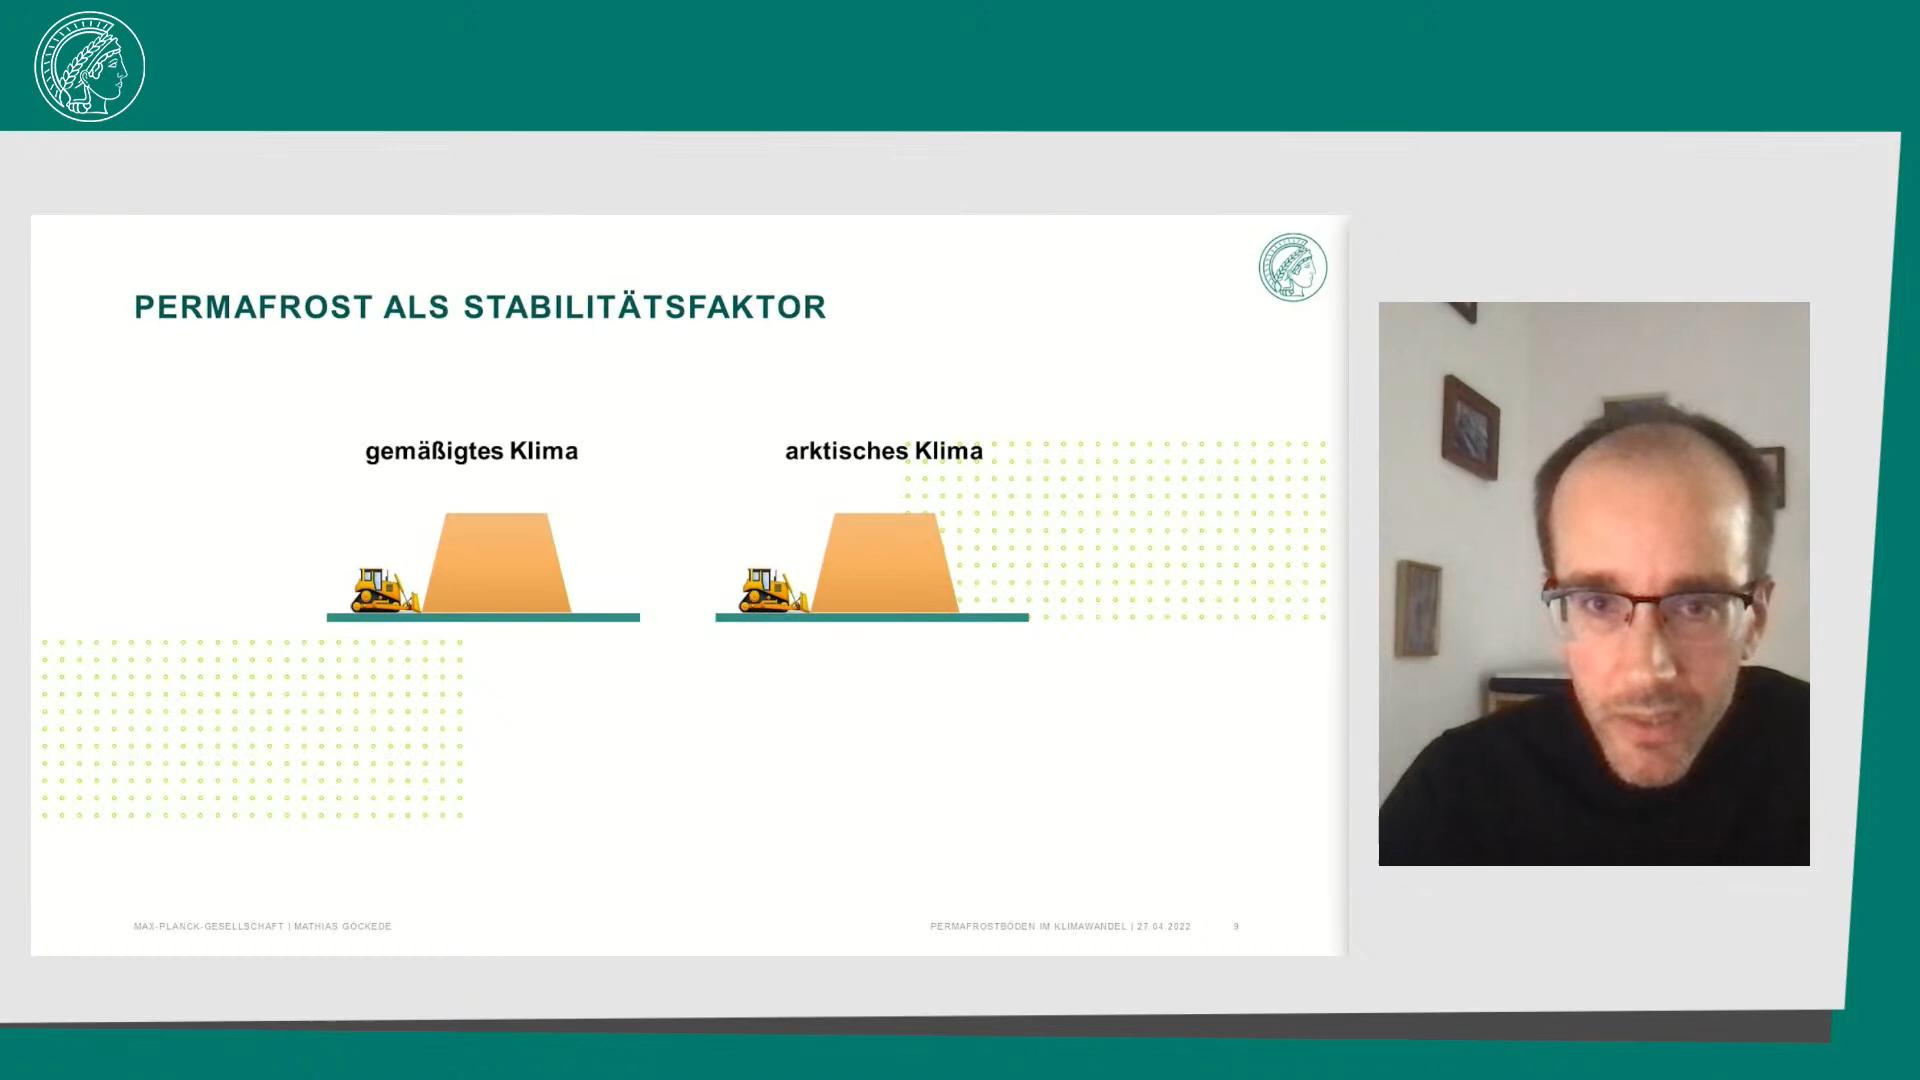 PERMAFROST ALS STABILITÄTSFAKTOR
gemäßigtes Klima
arktisches Klima
MAX-PLANCK-GESELLSCHAFT | MATHIAS GÖCKEDE
PERMAFROSTBÖDEN IM KLIMAWANDEL | 27.04.2022 9